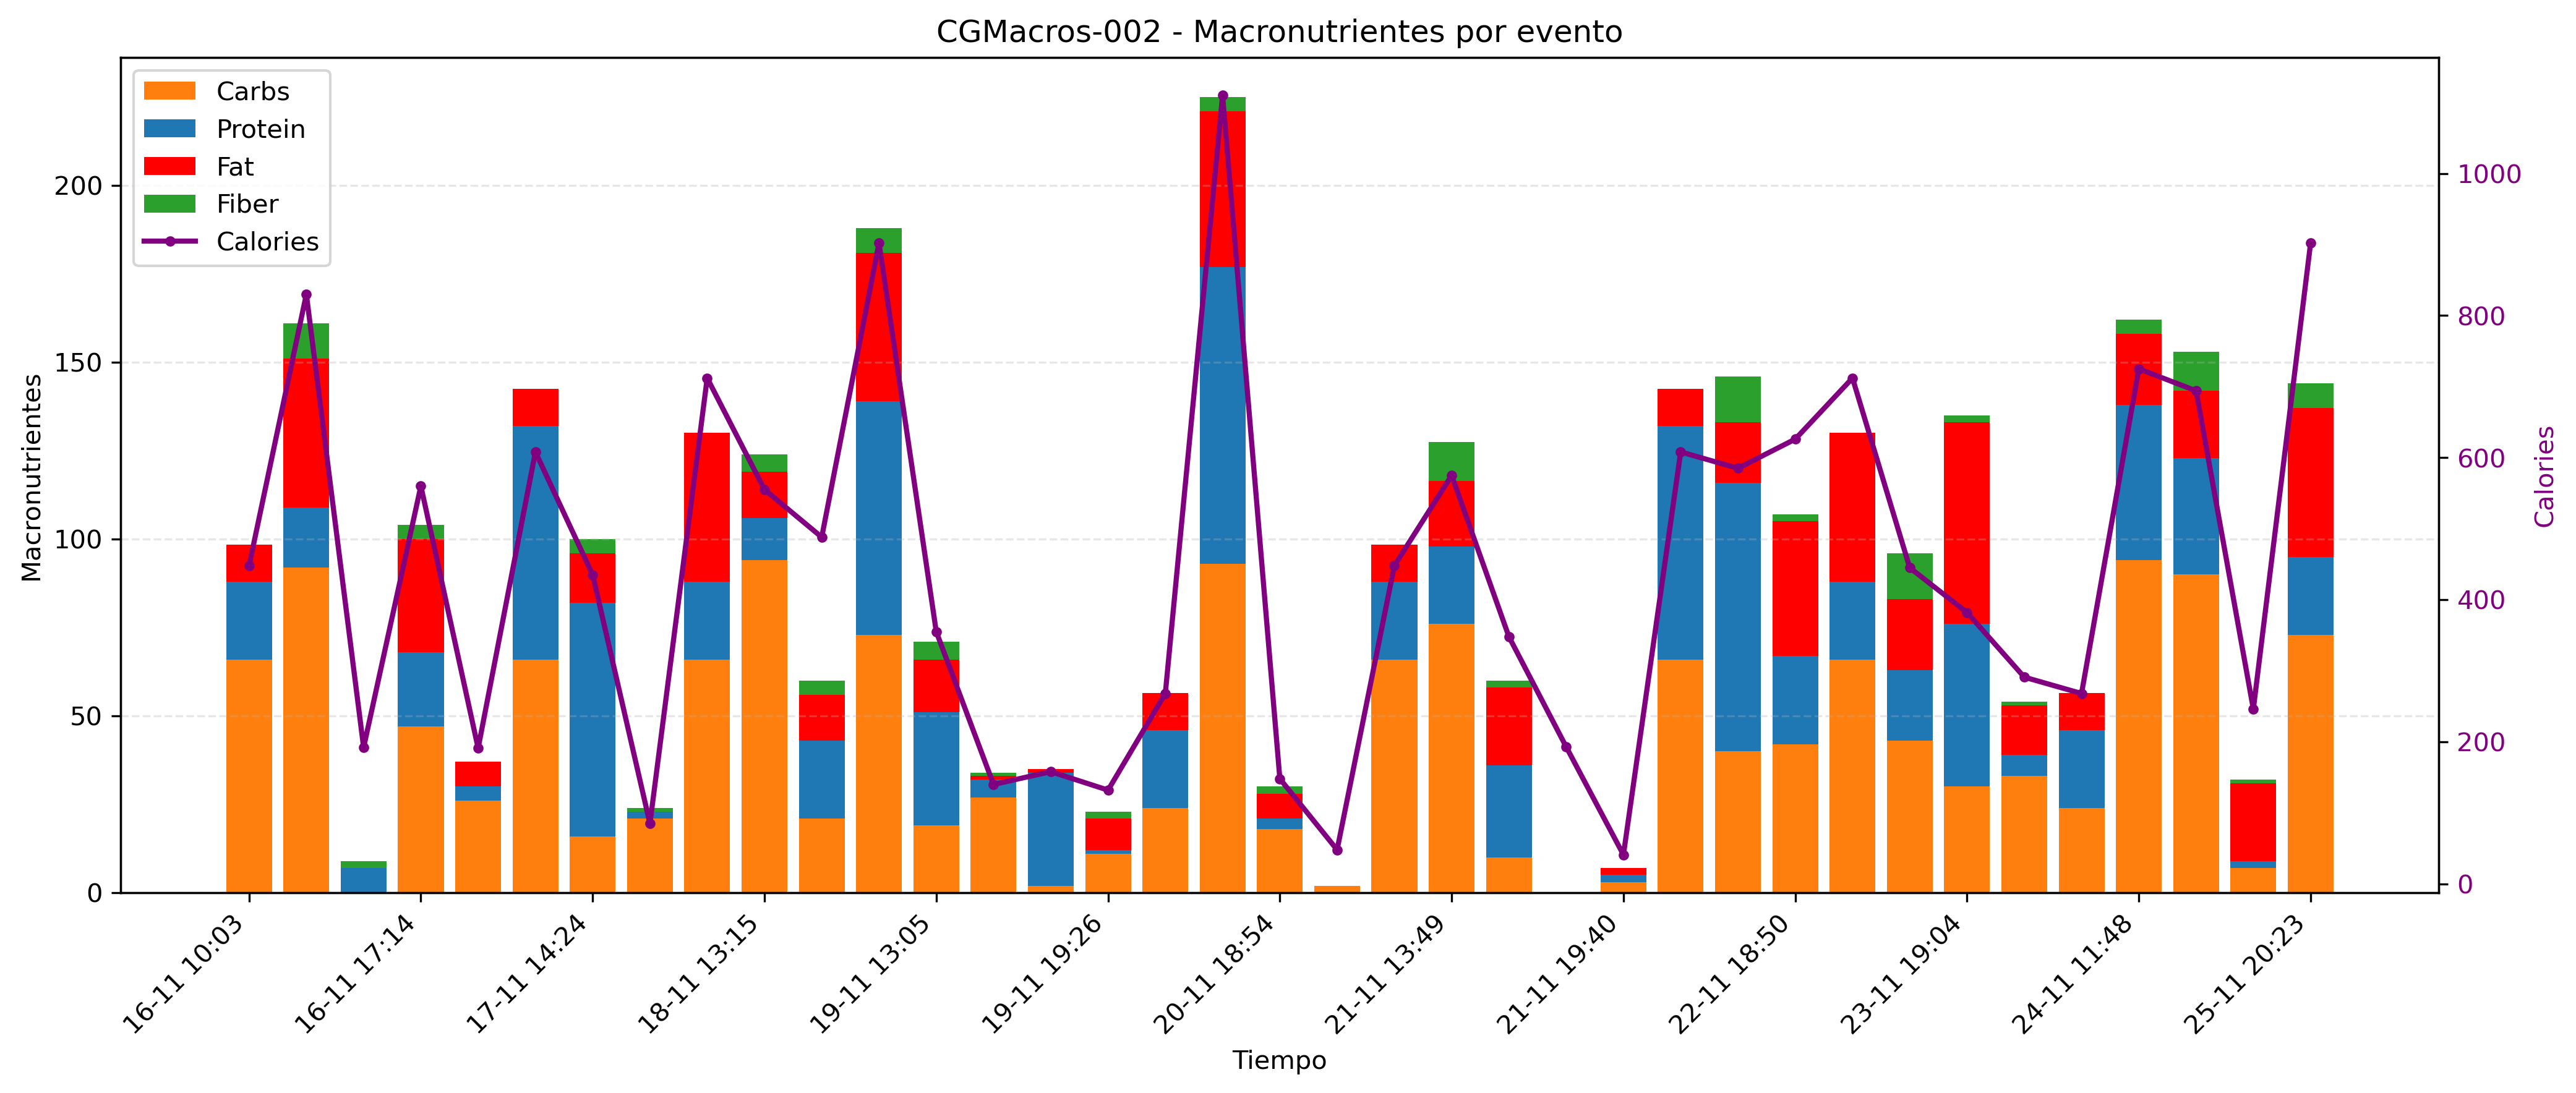 CGMacros-002 - Macronutrientes por evento
Carbs
Protein
Fat
Fiber
Calories
Macronutrientes
200
150
100
50
0
1000
800
600
400
200
0
Calories
16-11 10:03
16-11 17:14
17-11 14:24
18-11 13:15
19-11 13:05
19-11 19:26
20-11 18:54
21-11 13:49
21-11 19:40
22-11 18:50
23-11 19:04
24-11 11:48
25-11 20:23
Tiempo